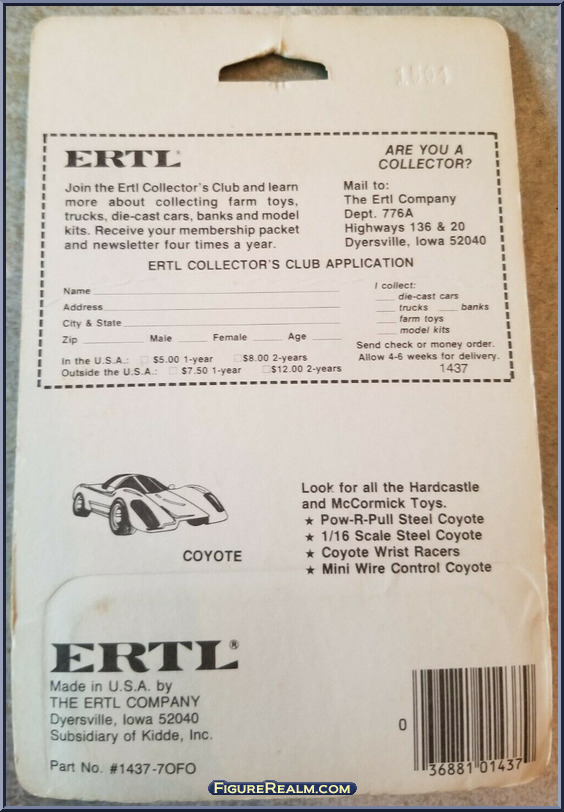 1504
ERTL®
Join the Ertl Collector's Club and learn
more about collecting farm toys,
trucks, die-cast cars, banks and model
kits. Receive your membership packet
and newsletter four times a year.
ARE YOU A
COLLECTOR?
Mail to:
The Ertl Company
Dept. 776A
Highways 136 & 20
Dyersville, Iowa 52040
ERTL COLLECTOR'S CLUB APPLICATION
Name
Address
City & State
Zip Male Female Age
In the U.S.A.: $5.00 1-year $8.00 2-years
Outside the U.S.A.: $7.50 1-year $12.00 2-years
I collect:
die-cast cars
trucks banks
farm toys
model kits
Send check or money order.
Allow 4-6 weeks for delivery.
1437
COYOTE
Look for all the Hardcastle
and McCormick Toys.
★ Pow-R-Pull Steel Coyote
★ 1/16 Scale Steel Coyote
★ Coyote Wrist Racers
★ Mini Wire Control Coyote
ERTL®
Made in U.S.A. by
THE ERTL COMPANY
Dyersville, Iowa 52040
Subsidiary of Kidde, Inc.
Part No. #1437-7OFO
0 36881 01437
FigureRealm.com